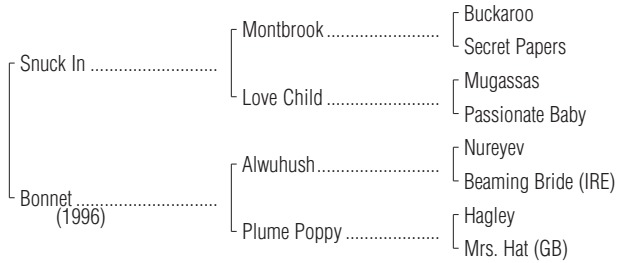 Buckaroo
Montbrook ........................
Secret Papers
Snuck In ...........................
Mugassas
Love Child ........................
Passionate Baby
Nureyev
Alwuhush..........................
Beaming Bride (IRE)
Bonnet ..............................
(1996)
Hagley
Plume Poppy ....................
Mrs. Hat (GB)